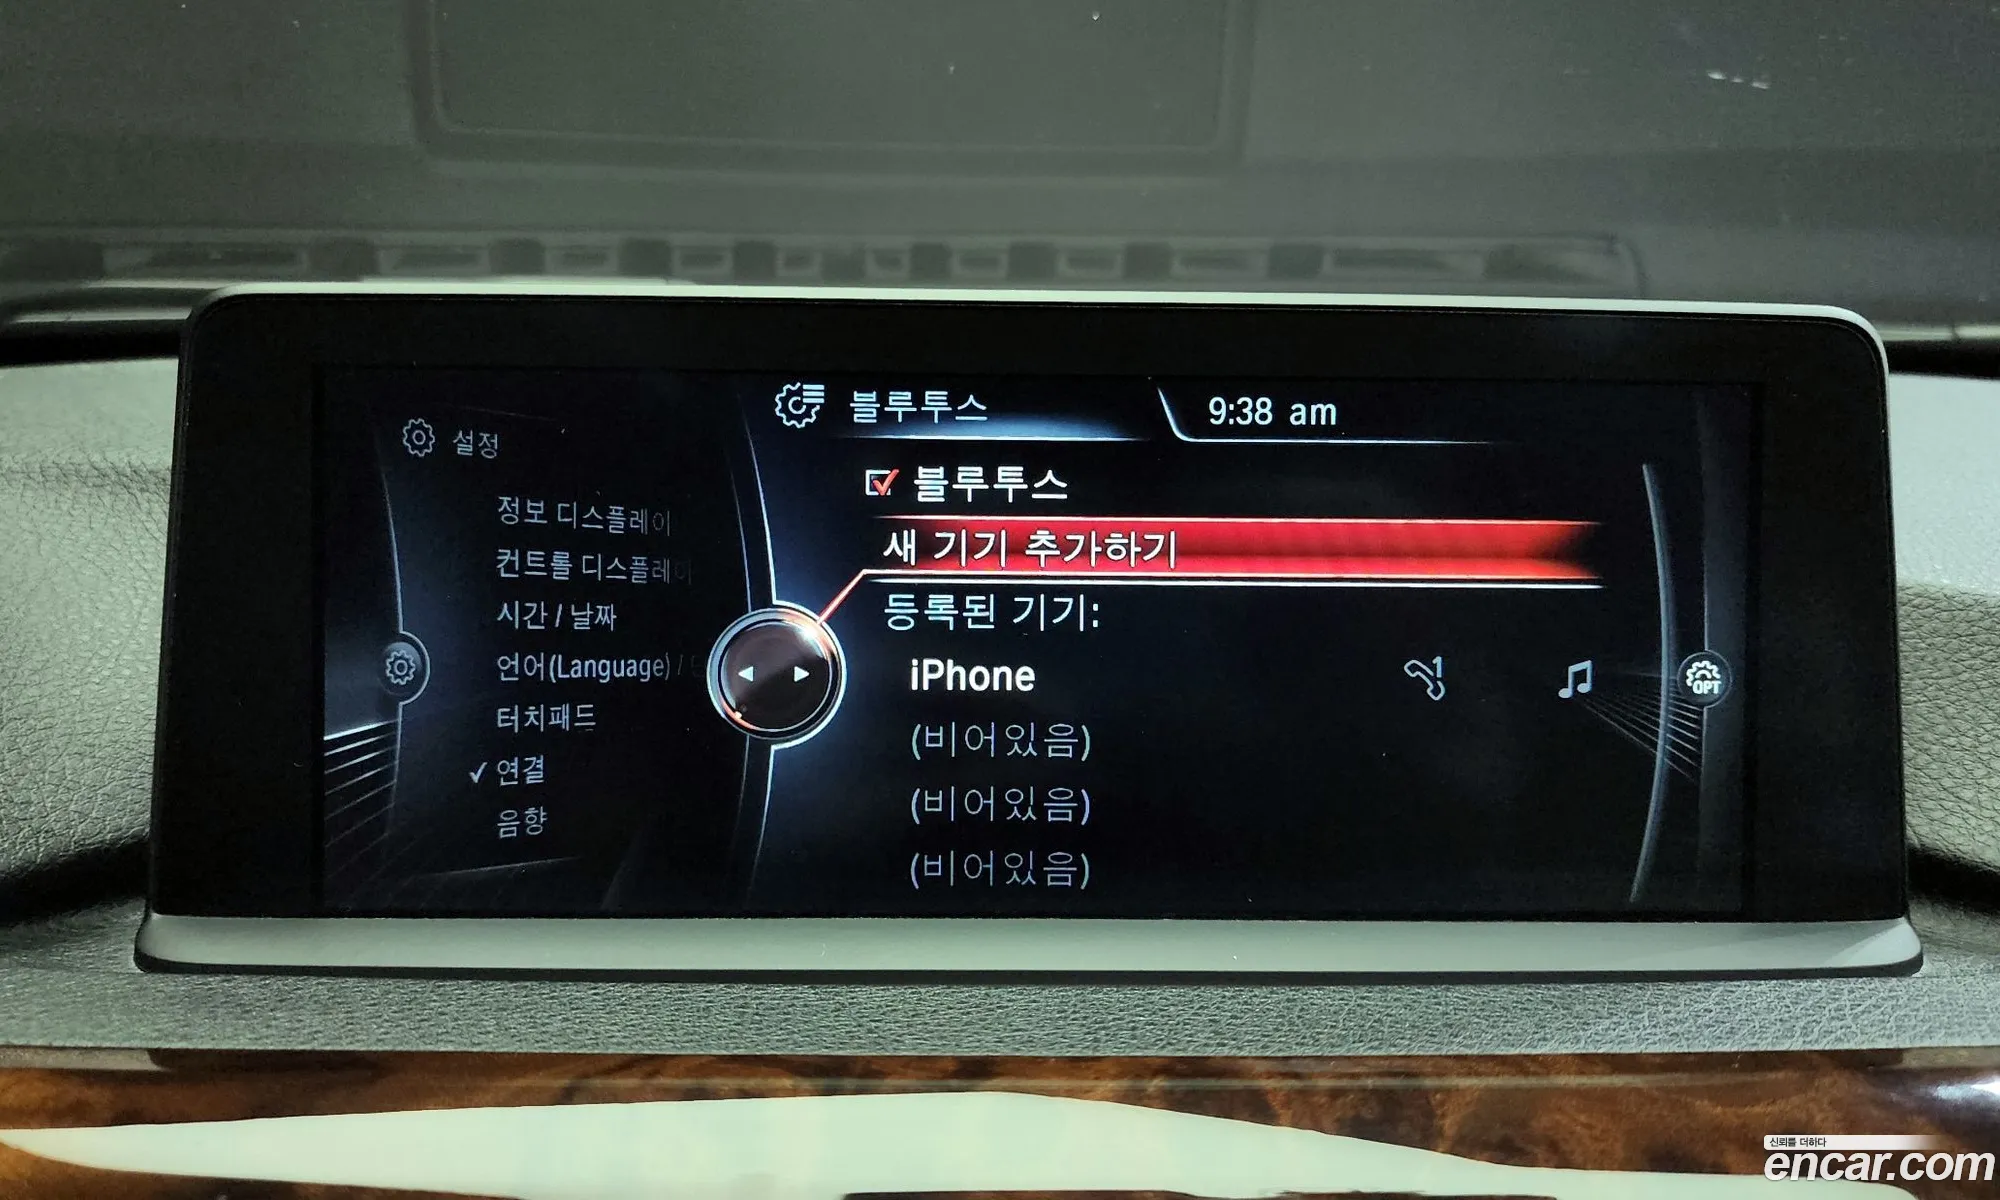 설정
정보 디스플레이
컨트롤 디스플레이
시간 / 날짜
언어(Language) /
터치패드
연결
음향
블루투스
9:38 am
블루투스
새 기기 추가하기
등록된 기기:
iPhone
(비어있음)
(비어있음)
(비어있음)
OPT
신뢰를 더하다
encar.com